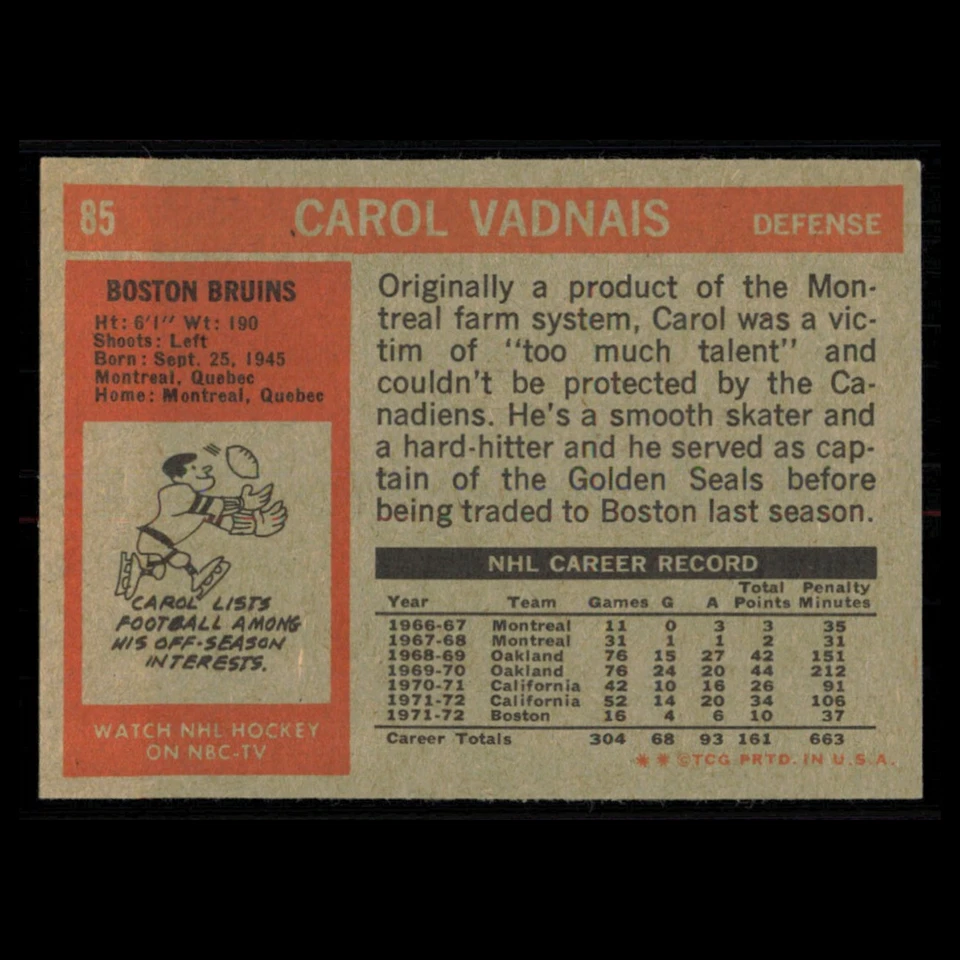 85 CAROL VADNAIS DEFENSE
BOSTON BRUINS
Ht: 6'1" Wt: 190
Shoots: Left
Born: Sept. 25, 1945
Montreal, Quebec
Home: Montreal, Quebec
CAROL LISTS
FOOTBALL AMONG
HIS OFF-SEASON
INTERESTS.
WATCH NHL HOCKEY
ON NBC-TV
Originally a product of the Mon-
treal farm system, Carol was a vic-
tim of "too much talent" and
couldn't be protected by the Ca-
nadiens. He's a smooth skater and
a hard-hitter and he served as cap-
tain of the Golden Seals before
being traded to Boston last season.
NHL CAREER RECORD
Total Penalty
Year Team Games G A Points Minutes
1966-67 Montreal 11 0 3 3 35
1967-68 Montreal 31 1 1 2 31
1968-69 Oakland 76 15 27 42 151
1969-70 Oakland 76 24 20 44 212
1970-71 California 42 10 16 26 91
1971-72 California 52 14 20 34 106
1971-72 Boston 16 4 6 10 37
Career Totals 304 68 93 161 663
* * ©TCG PRTD. IN U.S.A.